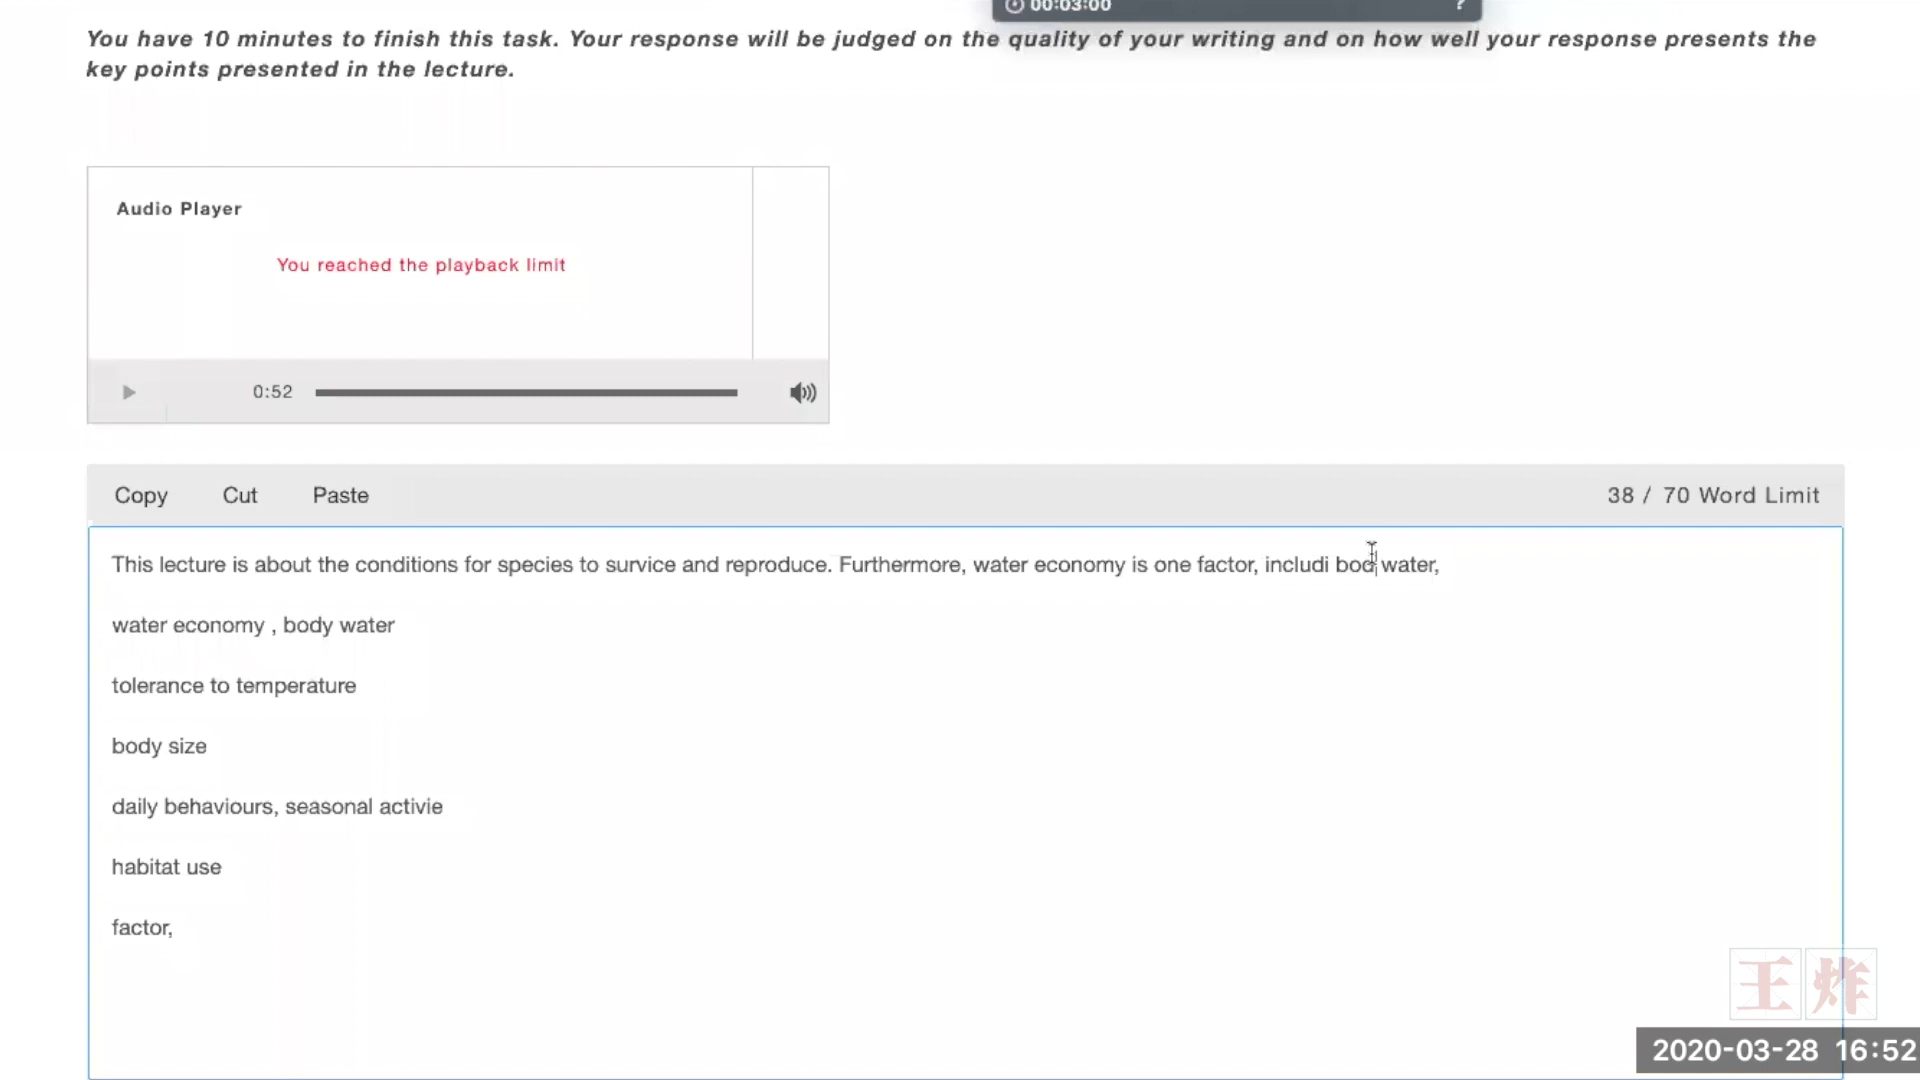 00:03:00 ?
You have 10 minutes to finish this task. Your response will be judged on the quality of your writing and on how well your response presents the
key points presented in the lecture.
Audio Player
You reached the playback limit
0:52
Copy Cut Paste 38 / 70 Word Limit
This lecture is about the conditions for species to survice and reproduce. Furthermore, water economy is one factor, includi bod water,
water economy , body water
tolerance to temperature
body size
daily behaviours, seasonal activie
habitat use
factor,
王炸
2020-03-28 16:52